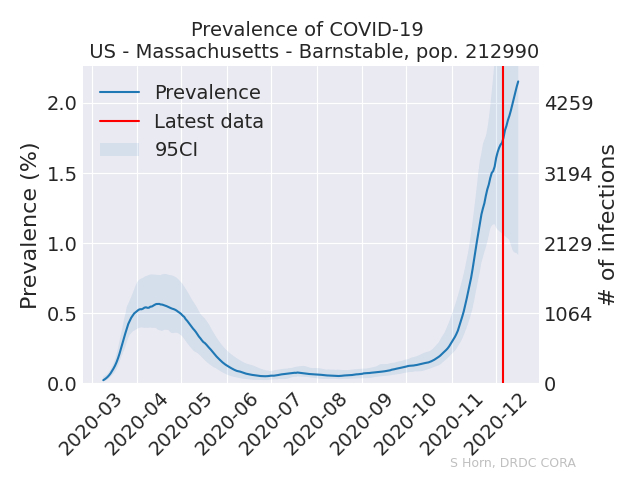 Prevalence of COVID-19
US - Massachusetts - Barnstable, pop. 212990
Prevalence
Latest data
95CI
Prevalence (%)
2.0
1.5
1.0
0.5
0.0
4259
3194
2129
1064
0
# of infections
2020-03
2020-04
2020-05
2020-06
2020-07
2020-08
2020-09
2020-10
2020-11
2020-12
S Horn, DRDC CORA